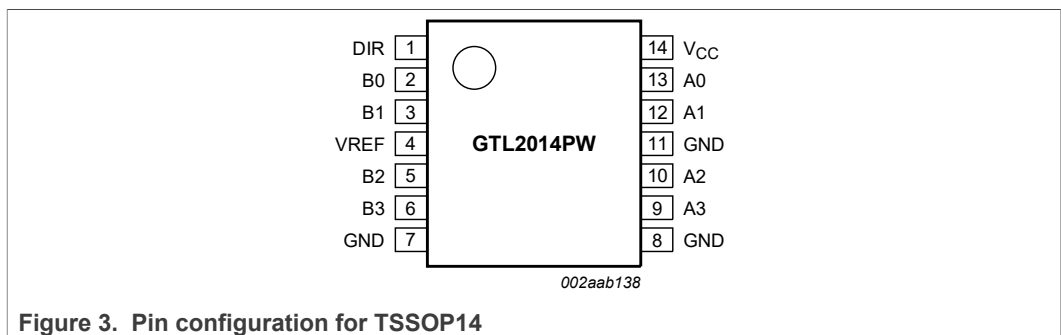 DIR 1 14 VCC
B0 2 13 A0
B1 3 12 A1
VREF 4 GTL2014PW 11 GND
B2 5 10 A2
B3 6 9 A3
GND 7 8 GND
002aab138
Figure 3. Pin configuration for TSSOP14